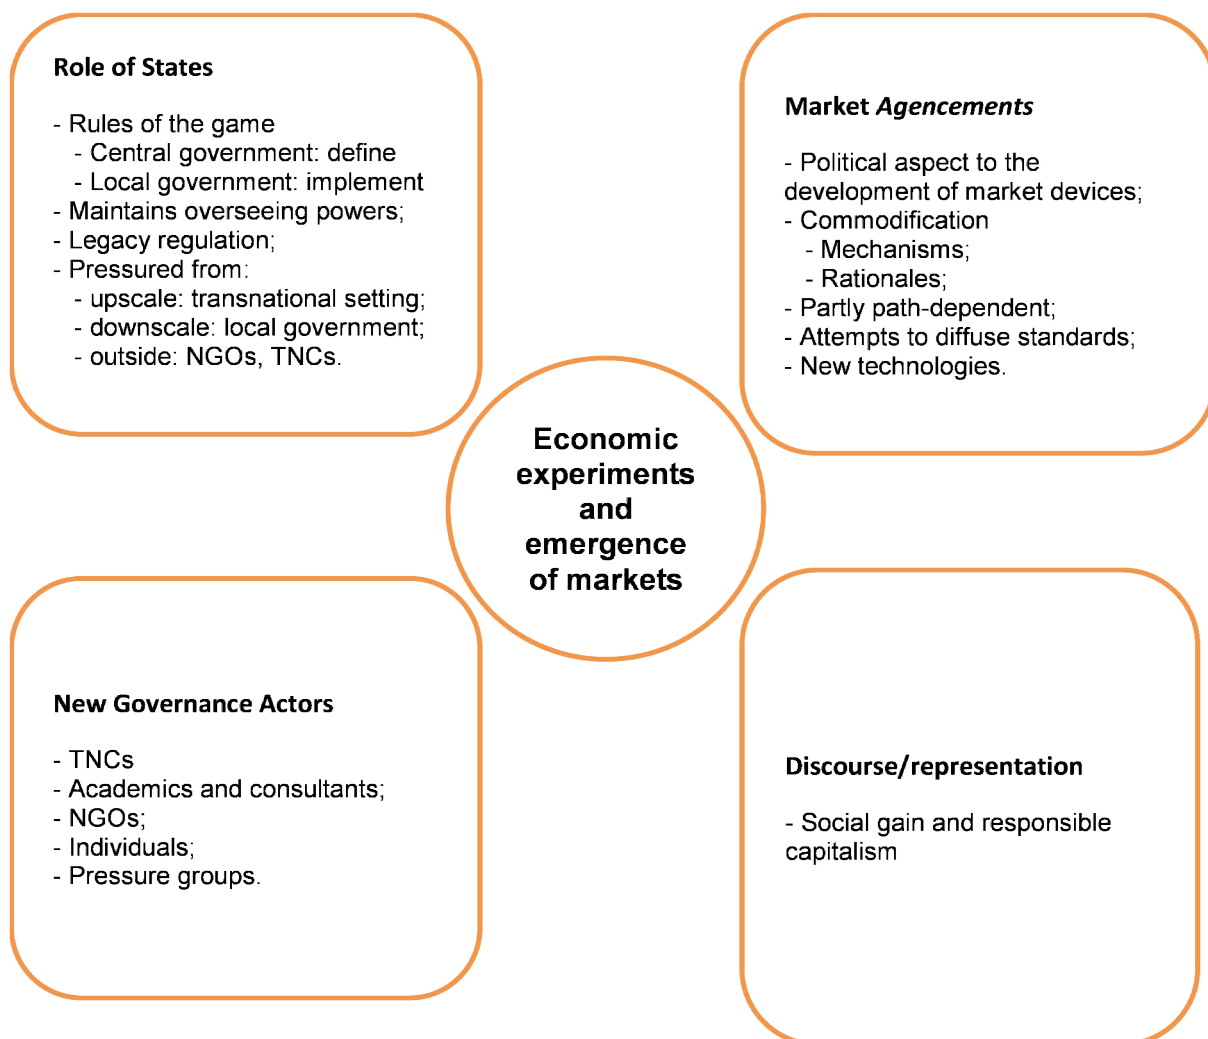 Role of States
- Rules of the game
- Central government: define
- Local government: implement
- Maintains overseeing powers;
- Legacy regulation;
- Pressured from:
- upscale: transnational setting;
- downscale: local government;
- outside: NGOs, TNCs.
Market Agencements
- Political aspect to the
development of market devices;
- Commodification
- Mechanisms;
- Rationales;
- Partly path-dependent;
- Attempts to diffuse standards;
- New technologies.
Economic
experiments
and
emergence
of markets
New Governance Actors
- TNCs
- Academics and consultants;
- NGOs;
- Individuals;
- Pressure groups.
Discourse/representation
- Social gain and responsible
capitalism